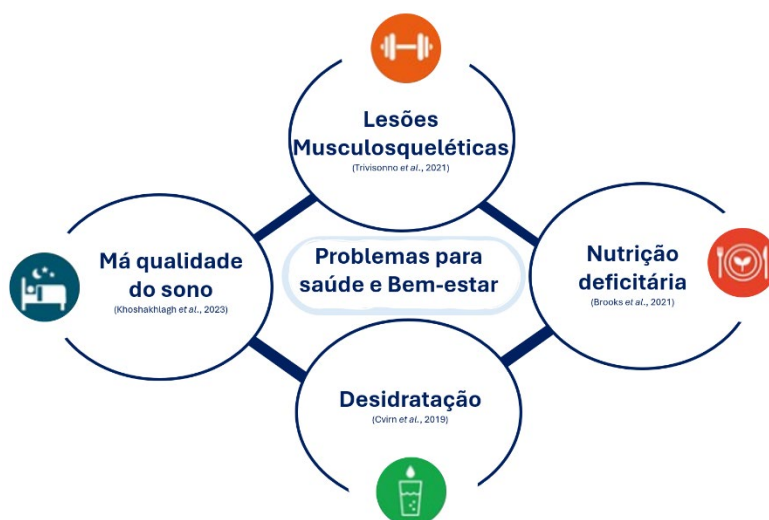 Lesões
Musculosqueléticas
(Trivisonno et al., 2021)
Má qualidade
do sono
(Khoshakhlagh et al., 2023)
Problemas para
saúde e Bem-estar
Nutrição
deficitária
(Brooks et al., 2021)
Desidratação
(Cvirn et al., 2019)